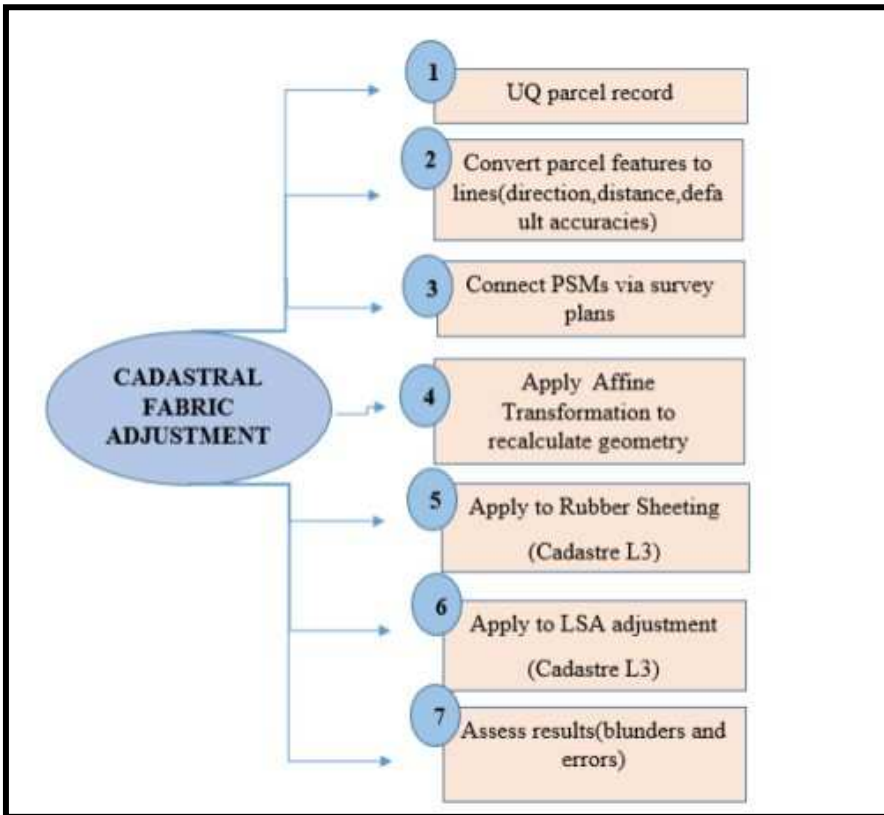 1
UQ parcel record
2
Convert parcel features to
lines(direction,distance,defa
ult accuracies)
3
Connect PSMs via survey
plans
CADASTRAL
FABRIC
ADJUSTMENT
4
Apply Affine
Transformation to
recalculate geometry
5
Apply to Rubber Sheeting
(Cadastre L3)
6
Apply to LSA adjustment
(Cadastre L3)
7
Assess results(blunders and
errors)